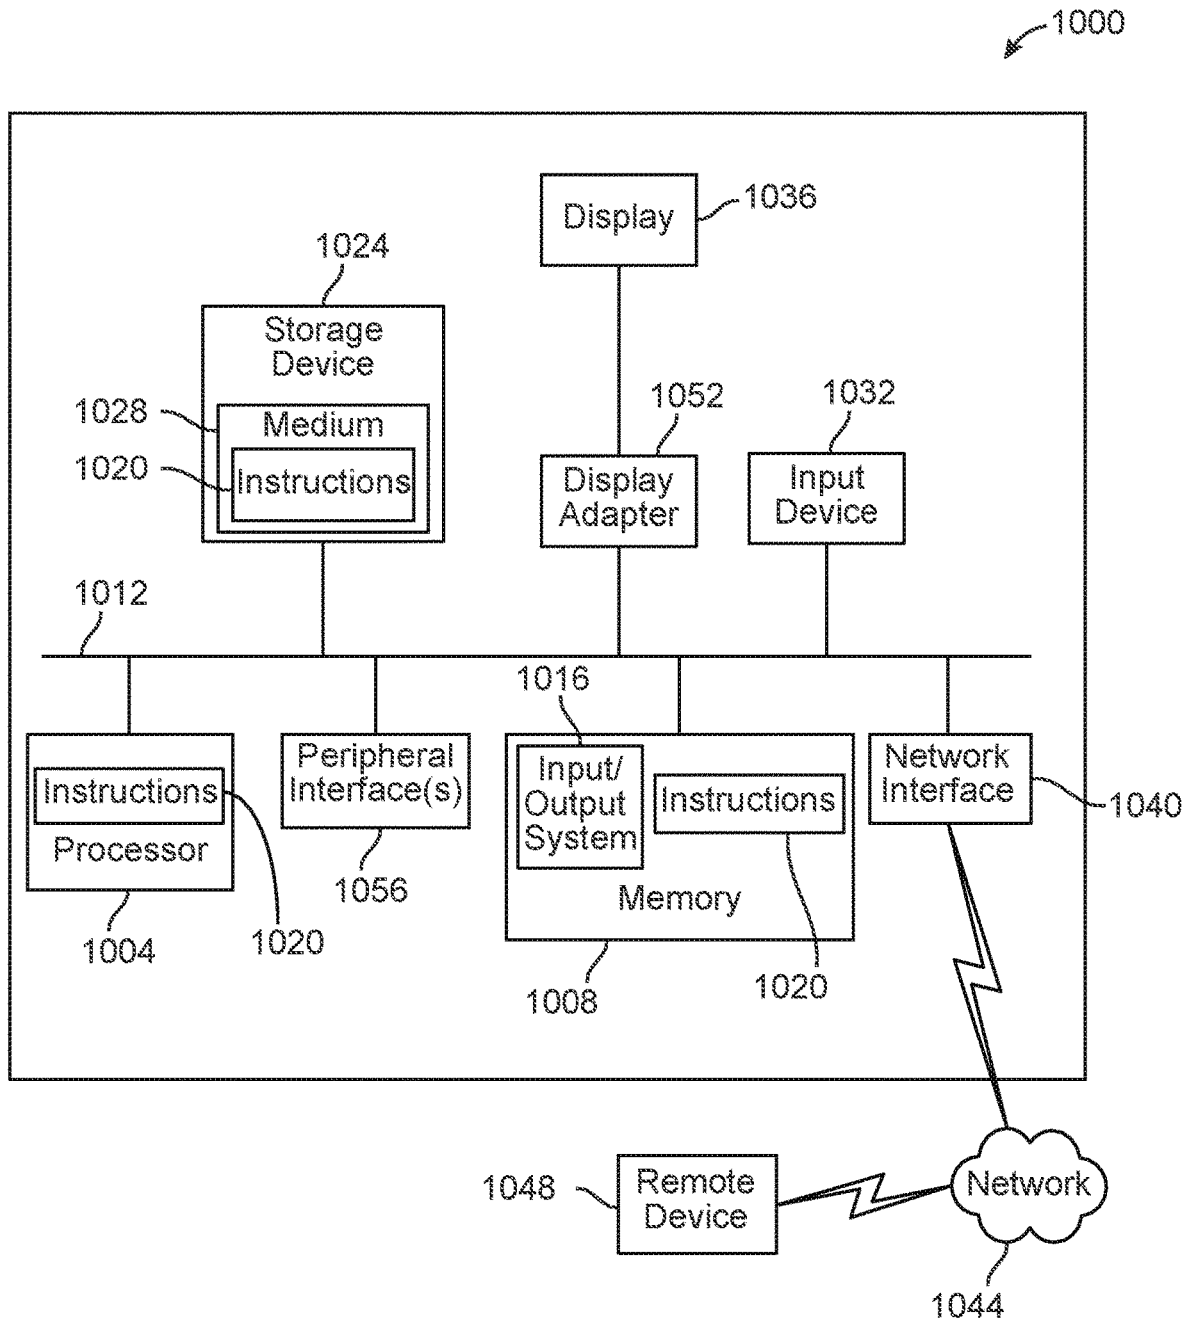 1000
Display
1036
1024
Storage
Device
1028
Medium
1020
Instructions
1052
Display
Adapter
1032
Input
Device
1012
1016
Instructions
Processor
1004
1020
Peripheral
Interface(s)
1056
Input/
Output
System
Instructions
Memory
1008
1020
Network
Interface
1040
Remote
Device
1048
Network
1044